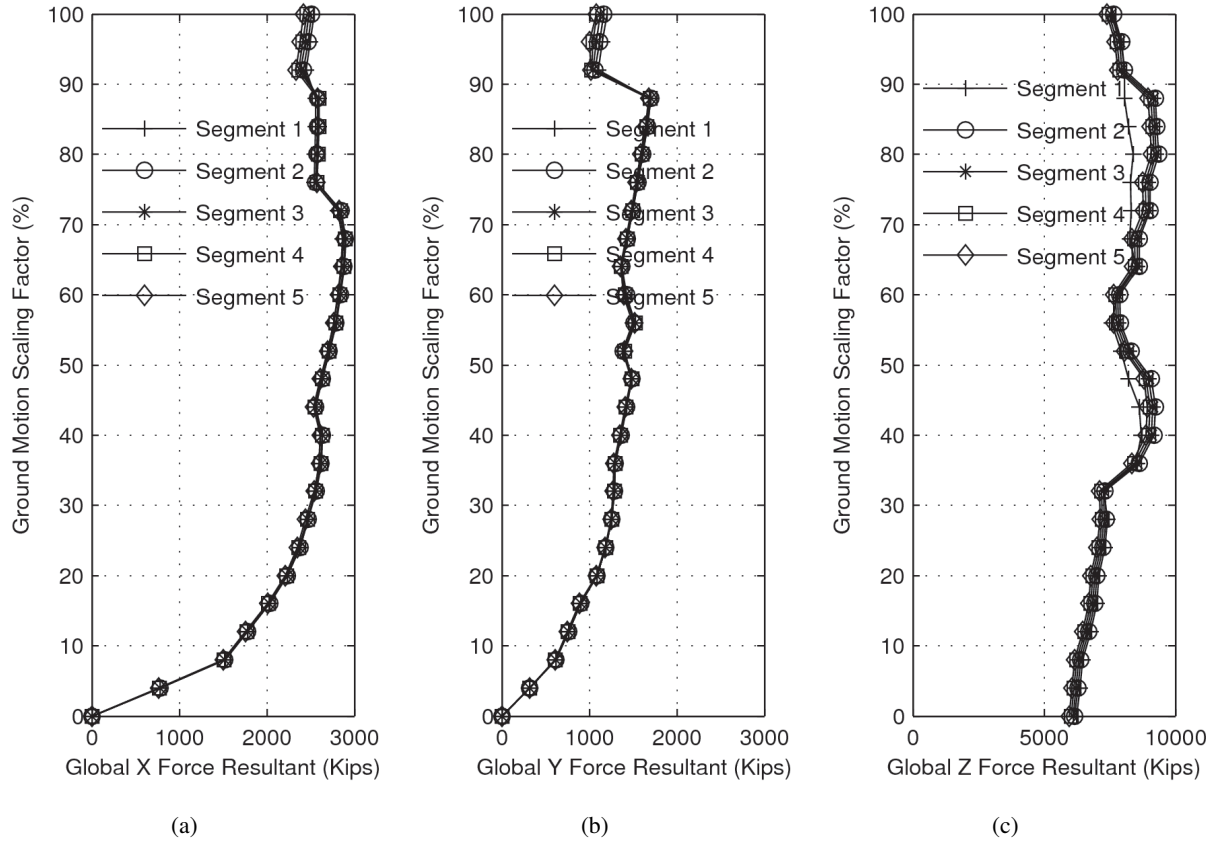 100
90
80
70
60
50
40
30
20
10
0
Ground Motion Scaling Factor (%)
Segment 1
Segment 2
Segment 3
Segment 4
Segment 5
0 1000 2000 3000
Global X Force Resultant (Kips)
(a)
100
90
80
70
60
50
40
30
20
10
0
Ground Motion Scaling Factor (%)
Segment 1
Segment 2
Segment 3
Segment 4
Segment 5
0 1000 2000 3000
Global Y Force Resultant (Kips)
(b)
100
90
80
70
60
50
40
30
20
10
0
Ground Motion Scaling Factor (%)
Segment 1
Segment 2
Segment 3
Segment 4
Segment 5
0 5000 10000
Global Z Force Resultant (Kips)
(c)